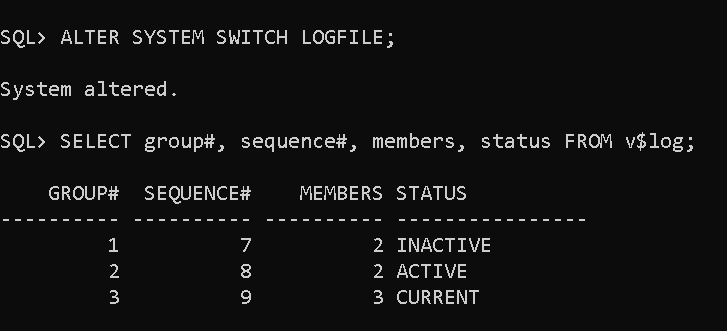 SQL> ALTER SYSTEM SWITCH LOGFILE;
System altered.
SQL> SELECT group#, sequence#, members, status FROM v$log;
    GROUP#  SEQUENCE#    MEMBERS STATUS
---------- ---------- ---------- ----------------
         1          7          2 INACTIVE
         2          8          2 ACTIVE
         3          9          3 CURRENT